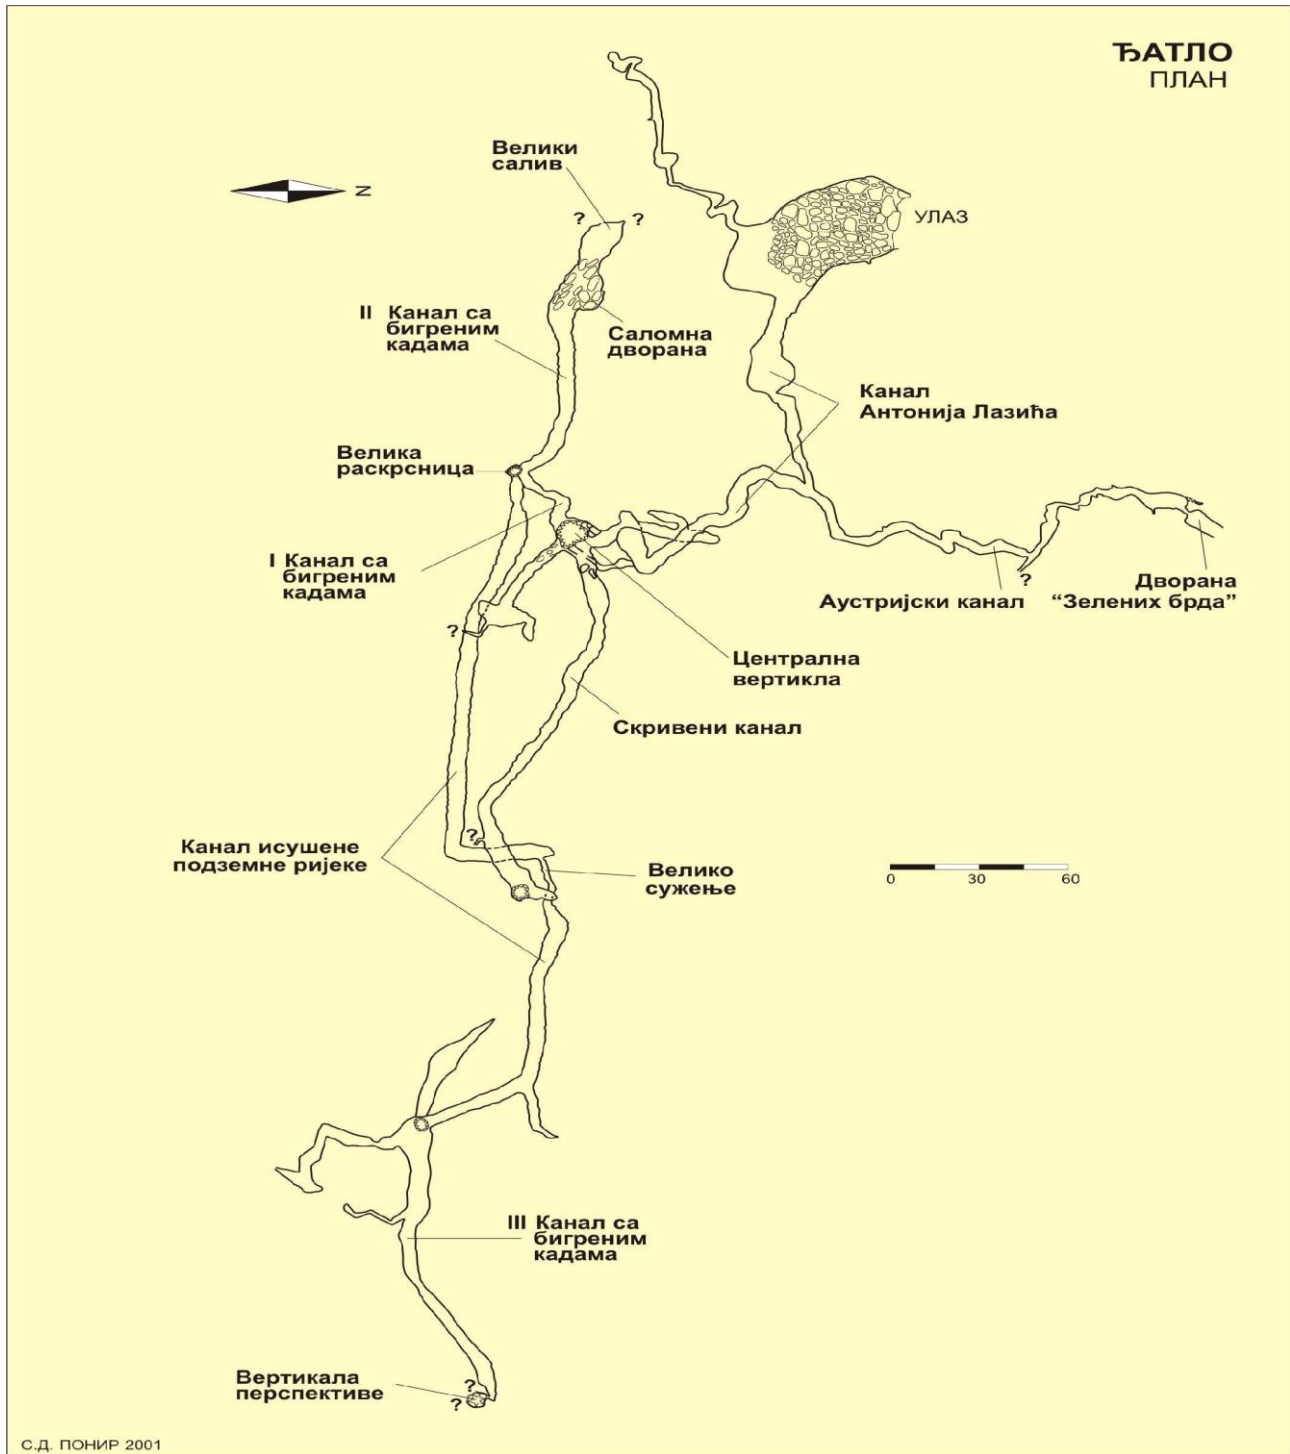 ЂАТЛО
ПЛАН
Велики
салив
N
? ?
УЛАЗ
II Канал са
бигреним
кадама
Саломна
дворана
Канал
Антонија Лазића
Велика
раскрсница
I Канал са
бигреним
кадама
?
Аустријски канал
Дворана
“Зелених брда”
?
Централна
вертикла
Скривени канал
?
Канал исушене
подземне ријеке
Велико
сужење
0 30 60
III Канал са
бигреним
кадама
Вертикала
перспективе
?
?
С.Д. ПОНИР 2001